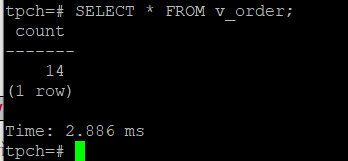 tpch=# SELECT * FROM v_order;
count
-------
14
(1 row)
Time: 2.886 ms
tpch=#